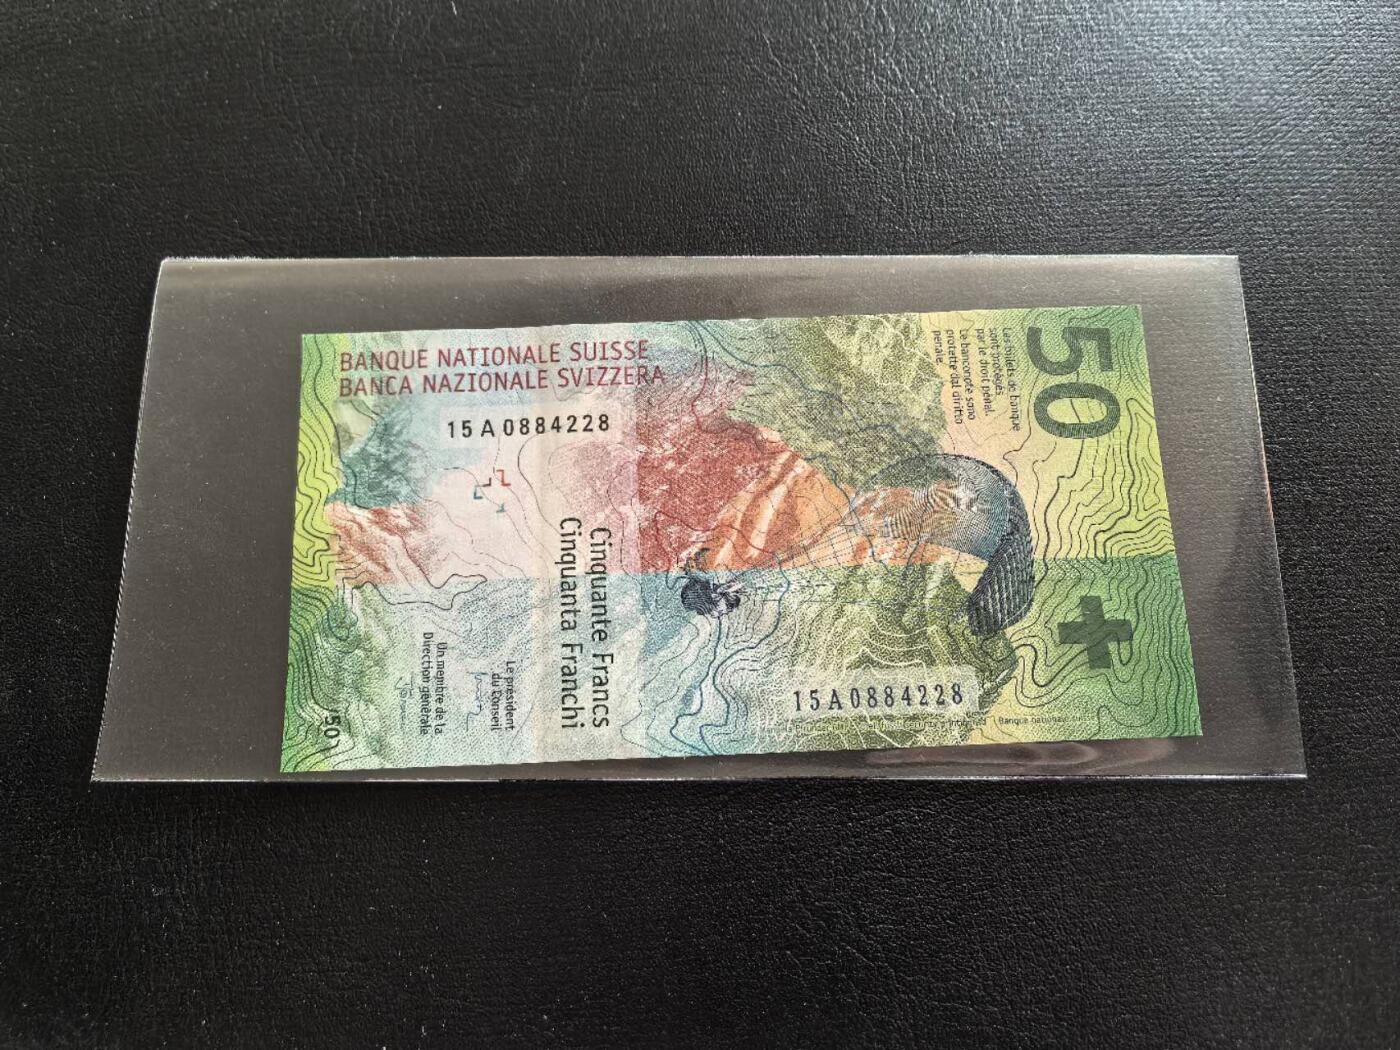 BANQUE NATIONALE SUISSE
BANCA NAZIONALE SVIZZERA
15A0884228
Cinquante Francs
Cinquanta Franchi
Le président
du Conseil
Un membre de la
Direction générale
50
Les billets de banque
sont protégés
par le droit pénal.
Le banconote sono
protette dal diritto
penale.
50
15A0884228
Banque nationale